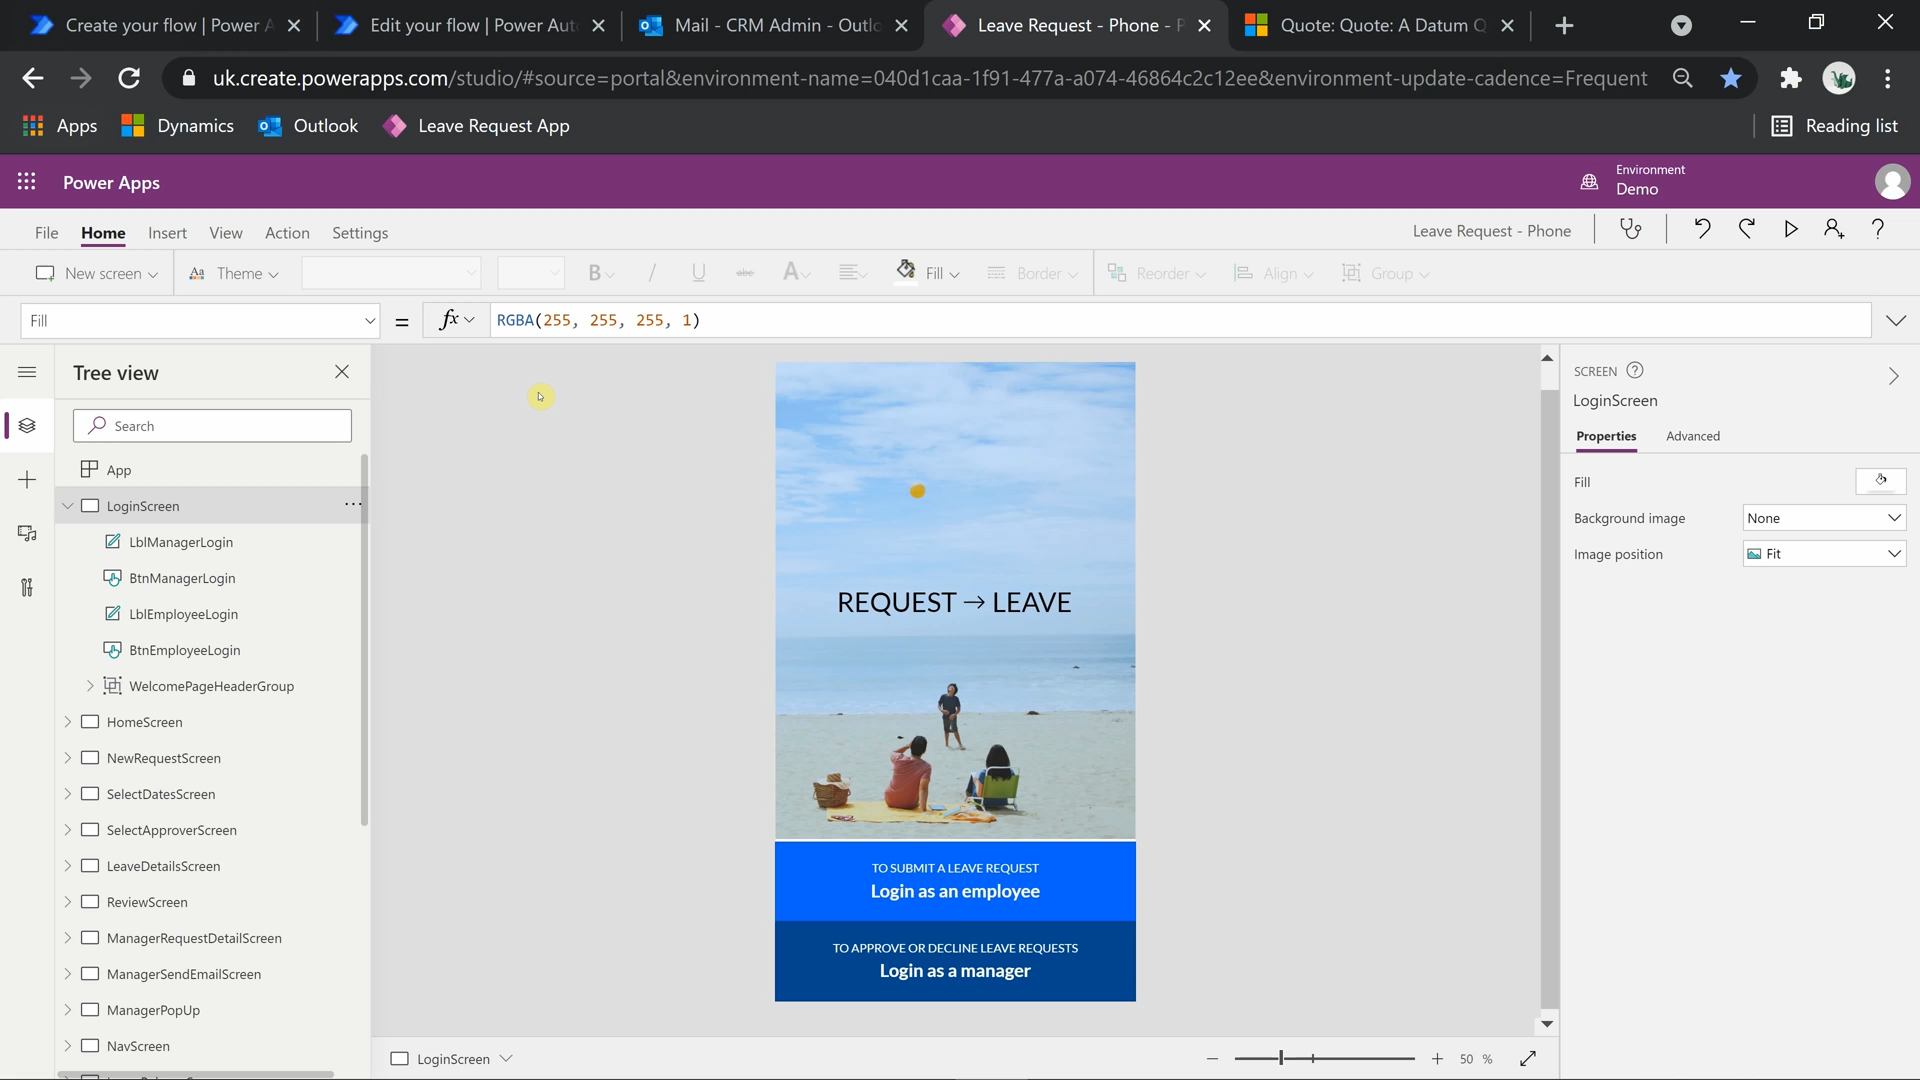 Create your flow | Power A
Edit your flow | Power Aut
Mail - CRM Admin - Outlo
Leave Request - Phone - P
Quote: Quote: A Datum Q
uk.create.powerapps.com/studio/#source=portal&environment-name=040d1caa-1f91-477a-a074-46864c2c12ee&environment-update-cadence=Frequent
Apps
Dynamics
Outlook
Leave Request App
Reading list
Power Apps
Environment
Demo
File
Home
Insert
View
Action
Settings
Leave Request - Phone
New screen
Theme
B
/
U
abc
A
Fill
Border
Reorder
Align
Group
Fill
=
fx
RGBA(255, 255, 255, 1)
Tree view
Search
App
LoginScreen
LblManagerLogin
BtnManagerLogin
LblEmployeeLogin
BtnEmployeeLogin
WelcomePageHeaderGroup
HomeScreen
NewRequestScreen
SelectDatesScreen
SelectApproverScreen
LeaveDetailsScreen
ReviewScreen
ManagerRequestDetailScreen
ManagerSendEmailScreen
ManagerPopUp
NavScreen
REQUEST → LEAVE
TO SUBMIT A LEAVE REQUEST
Login as an employee
TO APPROVE OR DECLINE LEAVE REQUESTS
Login as a manager
SCREEN
LoginScreen
Properties
Advanced
Fill
Background image
None
Image position
Fit
LoginScreen
50 %